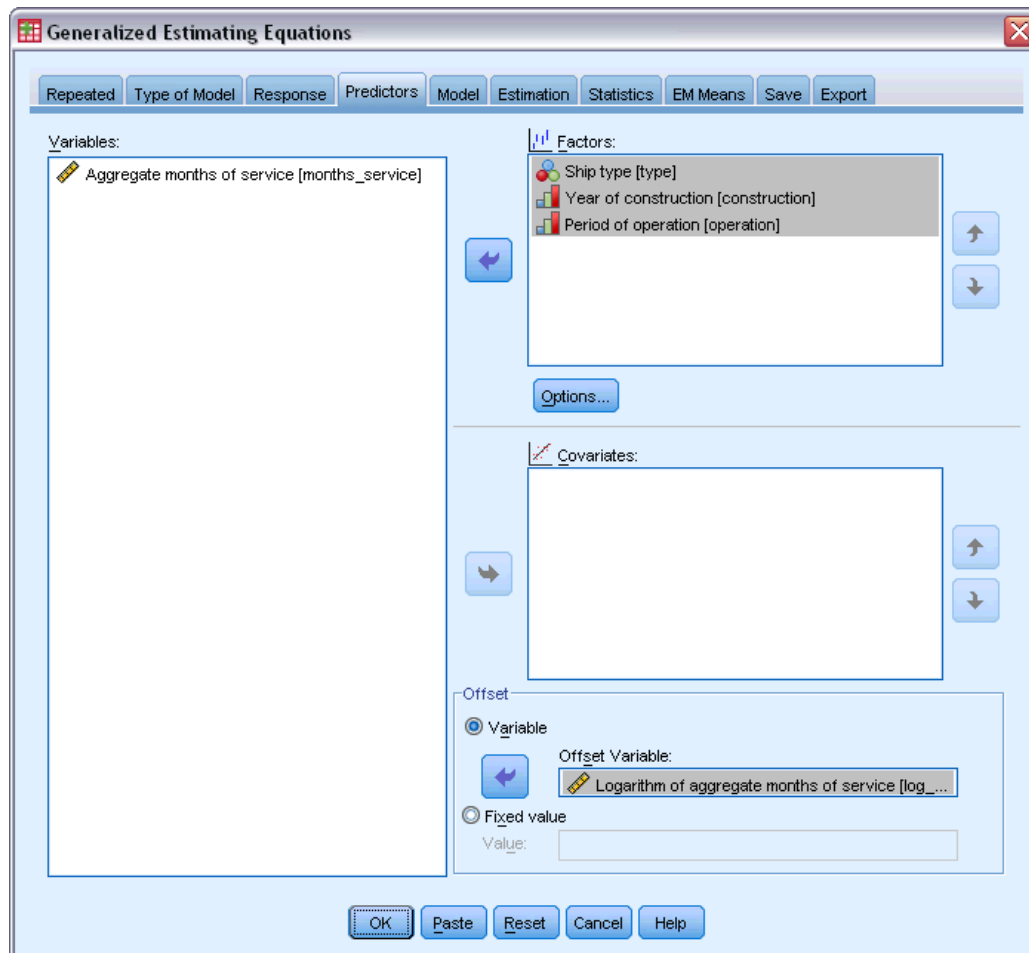 Generalized Estimating Equations
Repeated
Type of Model
Response
Predictors
Model
Estimation
Statistics
EM Means
Save
Export
Variables:
Aggregate months of service [months_service]
Factors:
Ship type [type]
Year of construction [construction]
Period of operation [operation]
Options...
Covariates:
Offset
Variable
Offset Variable:
Logarithm of aggregate months of service [log_...
Fixed value
Value:
OK
Paste
Reset
Cancel
Help